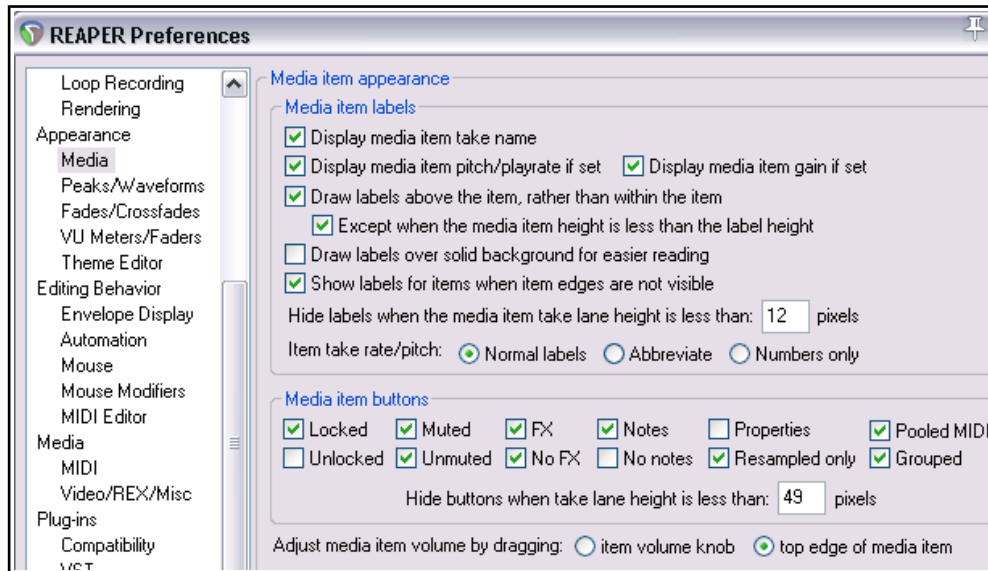 REAPER Preferences
Loop Recording
Rendering
Appearance
Media
Peaks/Waveforms
Fades/Crossfades
VU Meters/Faders
Theme Editor
Editing Behavior
Envelope Display
Automation
Mouse
Mouse Modifiers
MIDI Editor
Media
MIDI
Video/REX/Misc
Plug-ins
Compatibility
VST
Media item appearance
Media item labels
Display media item take name
Display media item pitch/playrate if set Display media item gain if set
Draw labels above the item, rather than within the item
Except when the media item height is less than the label height
Draw labels over solid background for easier reading
Show labels for items when item edges are not visible
Hide labels when the media item take lane height is less than: 12 pixels
Item take rate/pitch: Normal labels Abbreviate Numbers only
Media item buttons
Locked Muted FX Notes Properties Pooled MIDI
Unlocked Unmuted No FX No notes Resampled only Grouped
Hide buttons when take lane height is less than: 49 pixels
Adjust media item volume by dragging: item volume knob top edge of media item